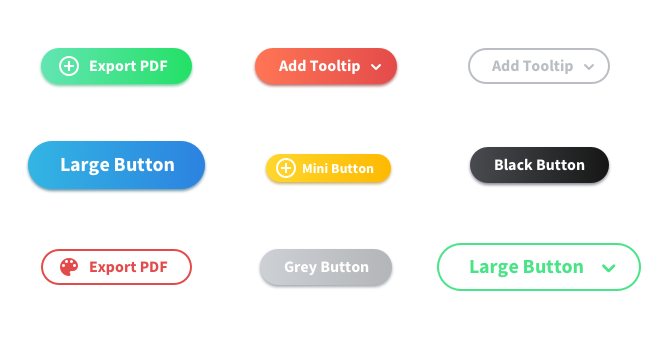 Export PDF
Add Tooltip
Add Tooltip
Large Button
Mini Button
Black Button
Export PDF
Grey Button
Large Button